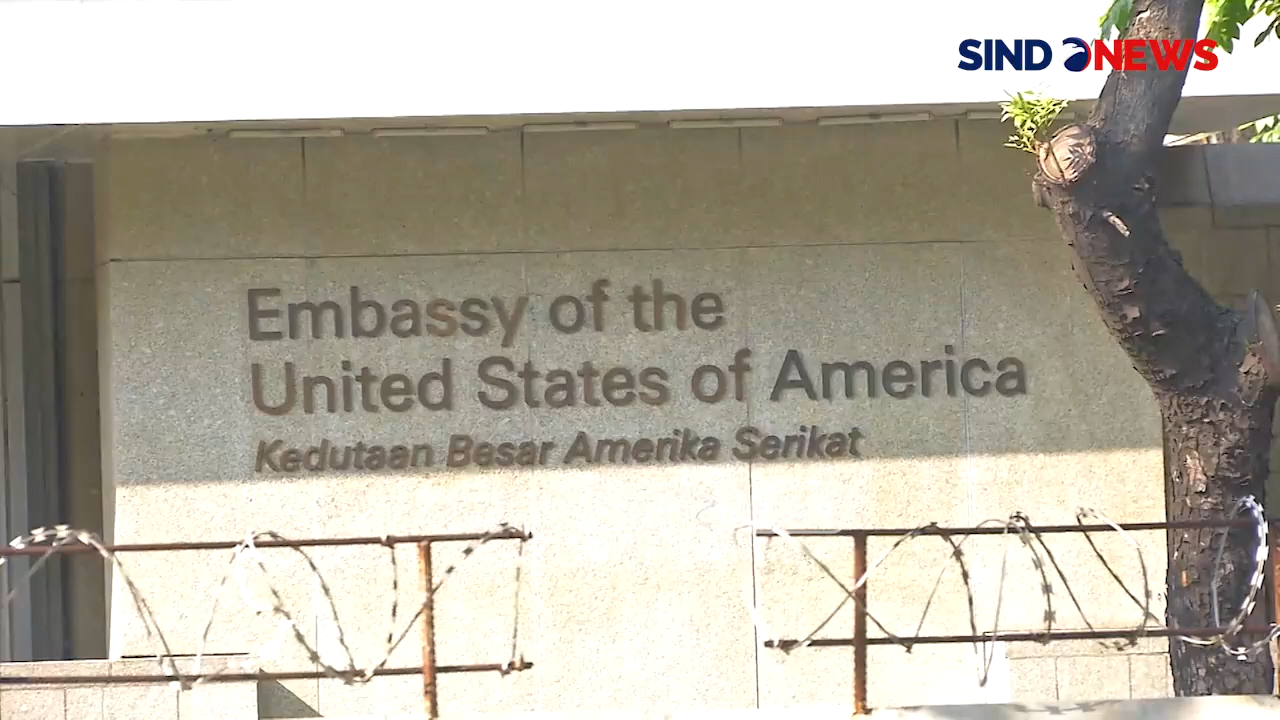 SINDONEWS
Embassy of the
United States of America
Kedutaan Besar Amerika Serikat